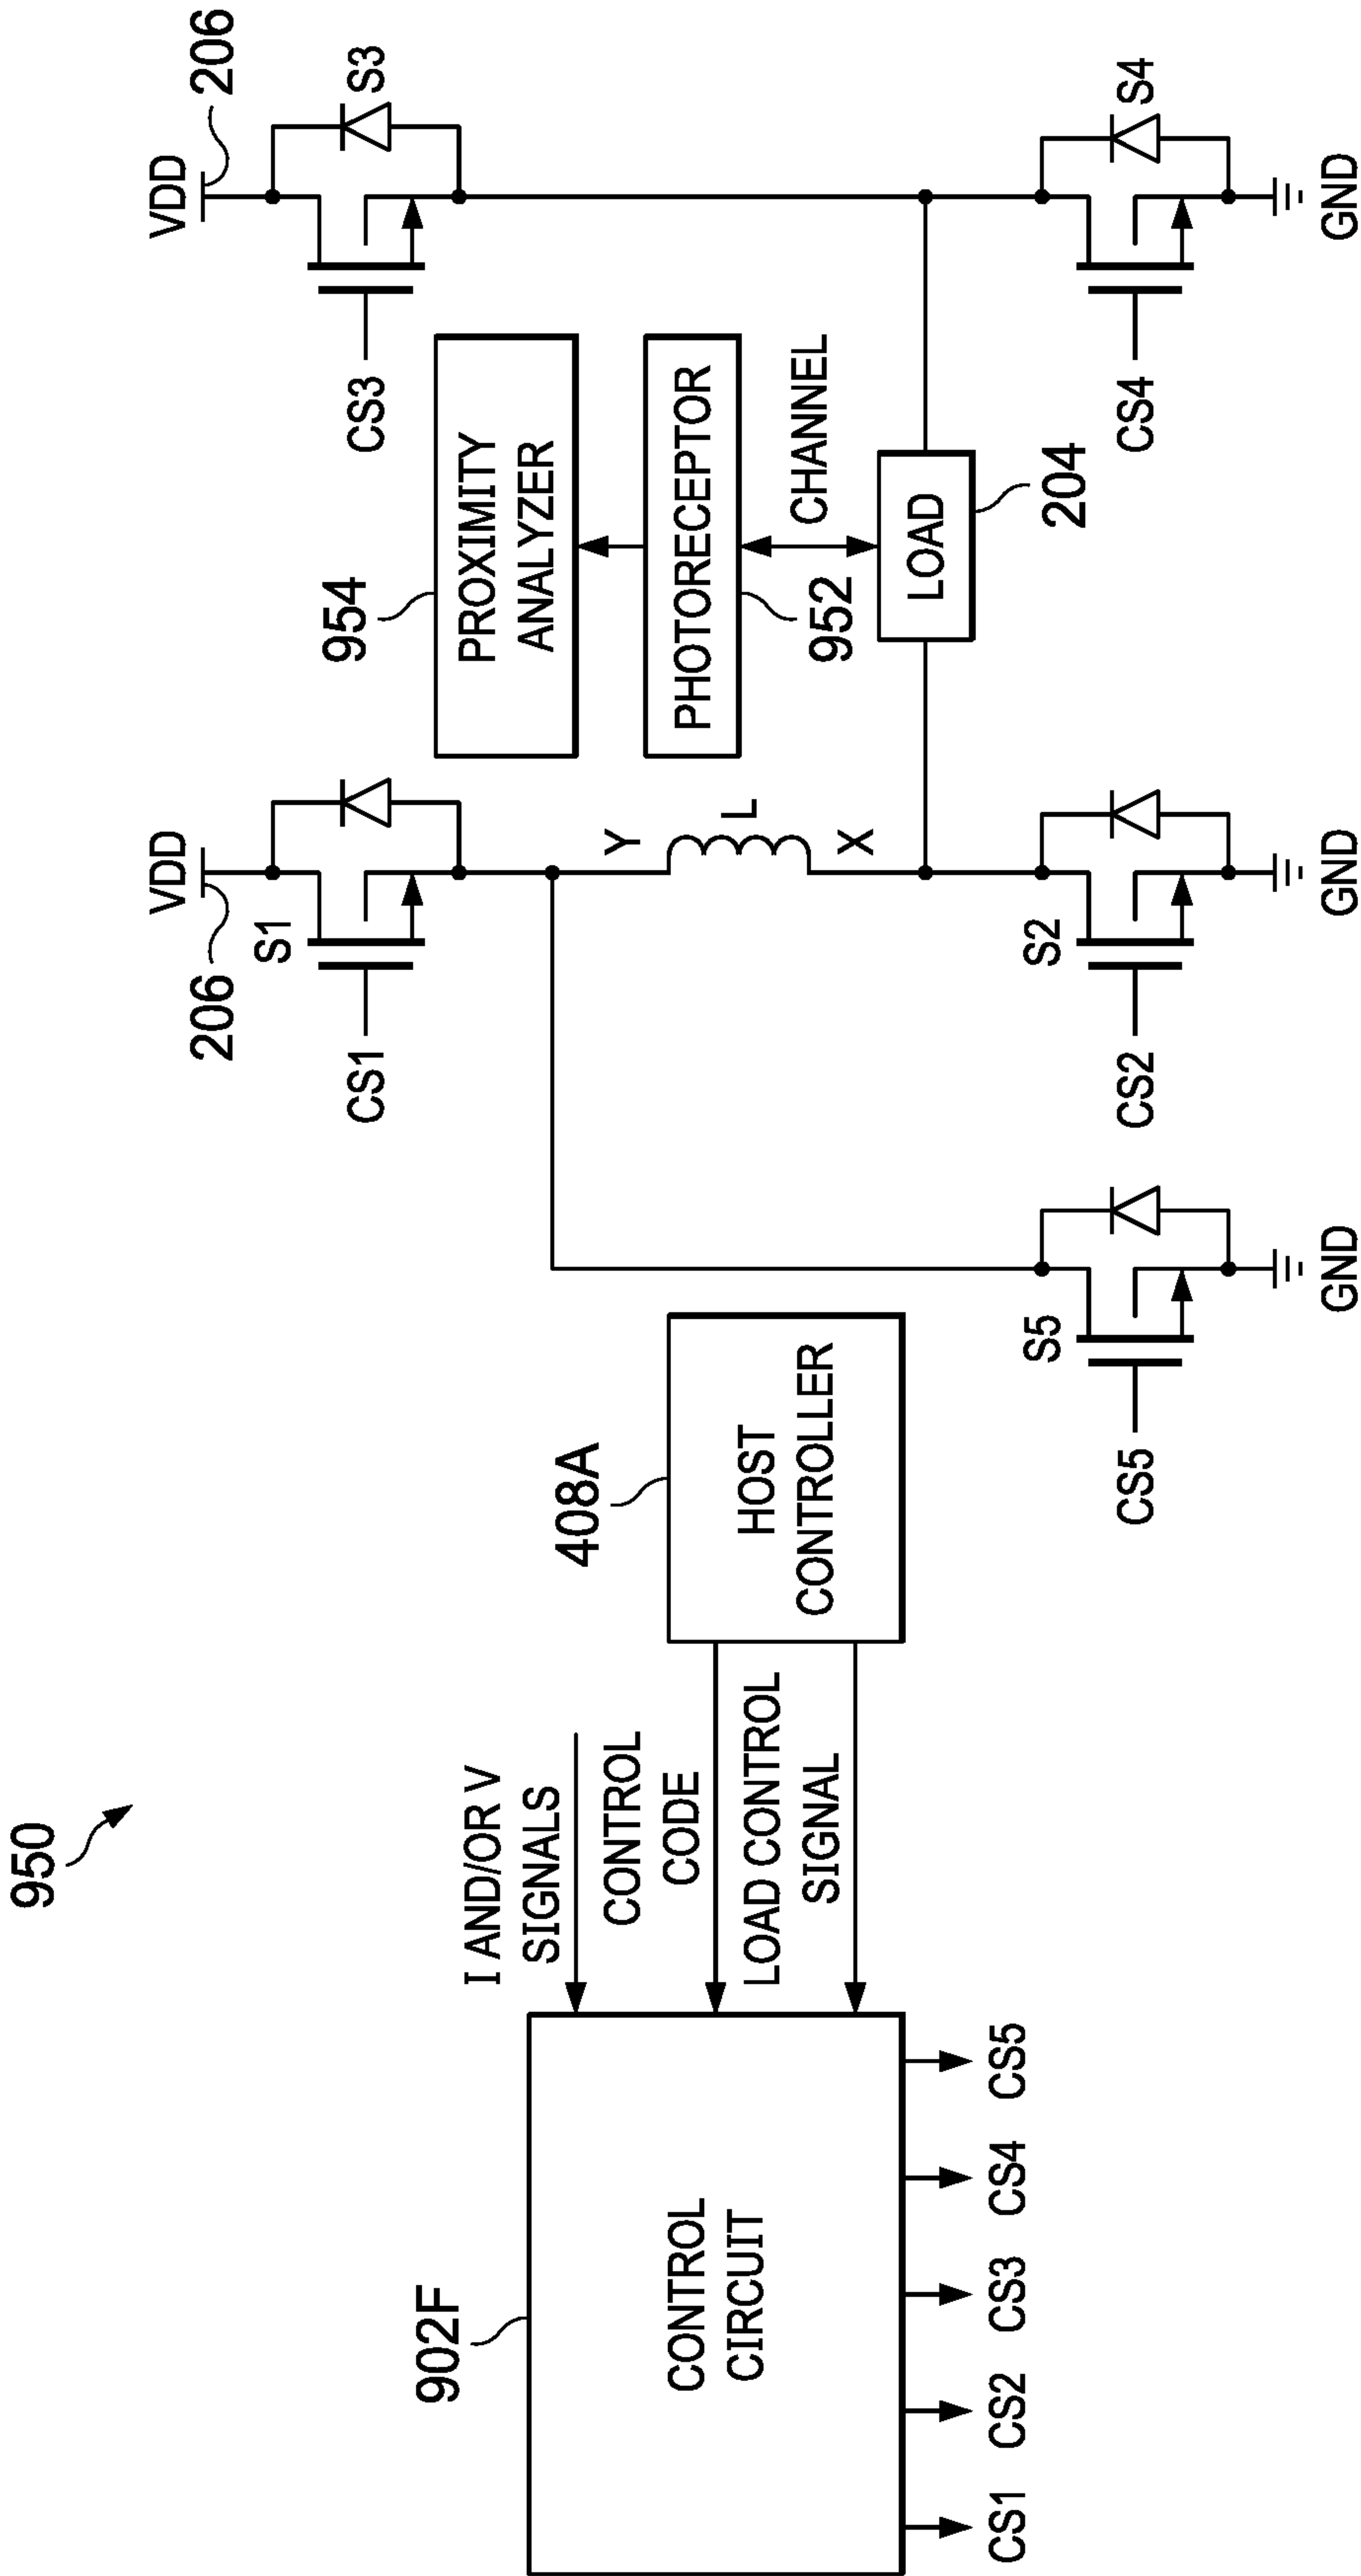 950
902F
CONTROL
CIRCUIT
CS1
CS2
CS3
CS4
CS5
I AND/OR V
SIGNALS
CONTROL
CODE
LOAD CONTROL
SIGNAL
408A
HOST
CONTROLLER
CS5
S5
GND
VDD
206
S1
CS1
Y
L
X
S2
CS2
GND
954
PROXIMITY
ANALYZER
PHOTORECEPTOR
952
CHANNEL
LOAD
204
VDD
206
S3
CS3
S4
CS4
GND